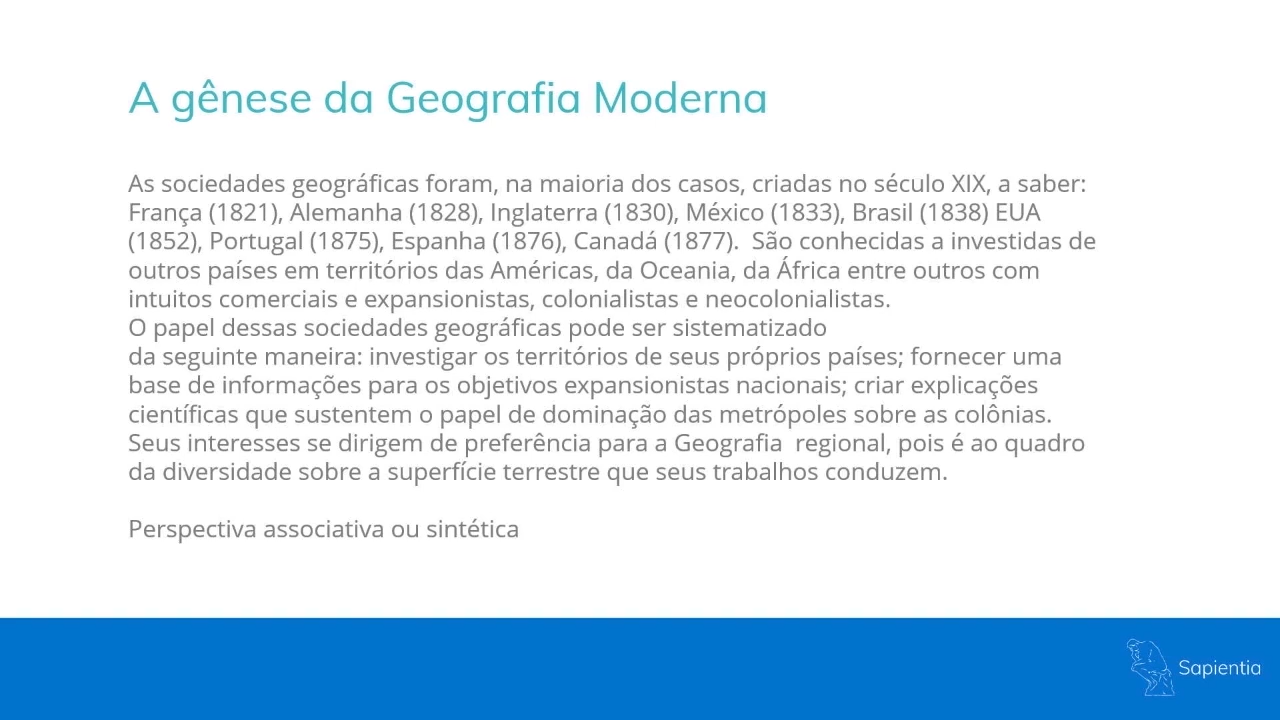 A gênese da Geografia Moderna
As sociedades geográficas foram, na maioria dos casos, criadas no século XIX, a saber:
França (1821), Alemanha (1828), Inglaterra (1830), México (1833), Brasil (1838) EUA
(1852), Portugal (1875), Espanha (1876), Canadá (1877).  São conhecidas a investidas de
outros países em territórios das Américas, da Oceania, da África entre outros com
intuitos comerciais e expansionistas, colonialistas e neocolonialistas.
O papel dessas sociedades geográficas pode ser sistematizado
da seguinte maneira: investigar os territórios de seus próprios países; fornecer uma
base de informações para os objetivos expansionistas nacionais; criar explicações
científicas que sustentem o papel de dominação das metrópoles sobre as colônias.
Seus interesses se dirigem de preferência para a Geografia  regional, pois é ao quadro
da diversidade sobre a superfície terrestre que seus trabalhos conduzem.
Perspectiva associativa ou sintética
Sapientia